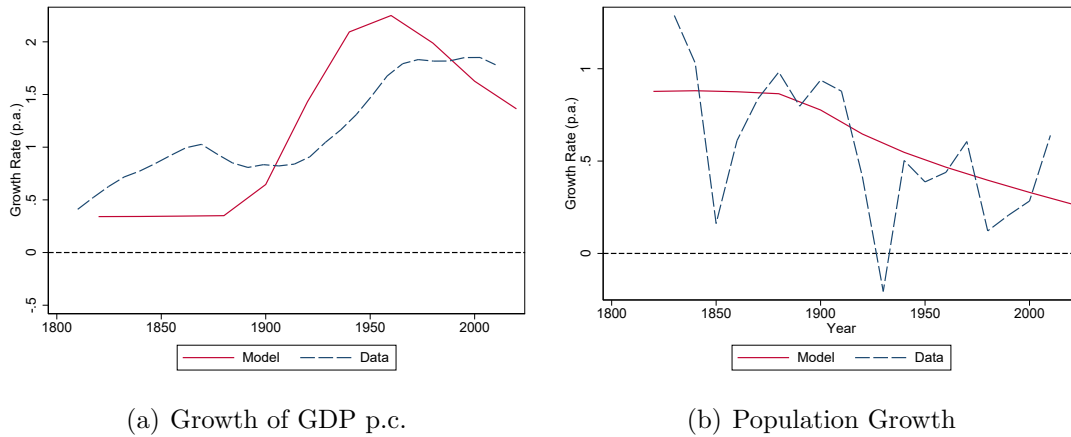 Growth Rate (p.a.)
2
1.5
1
.5
0
-.5
1800 1850 1900 1950 2000
Model Data
(a) Growth of GDP p.c.
Growth Rate (p.a.)
1
.5
0
1800 1850 1900 1950 2000
Year
Model Data
(b) Population Growth